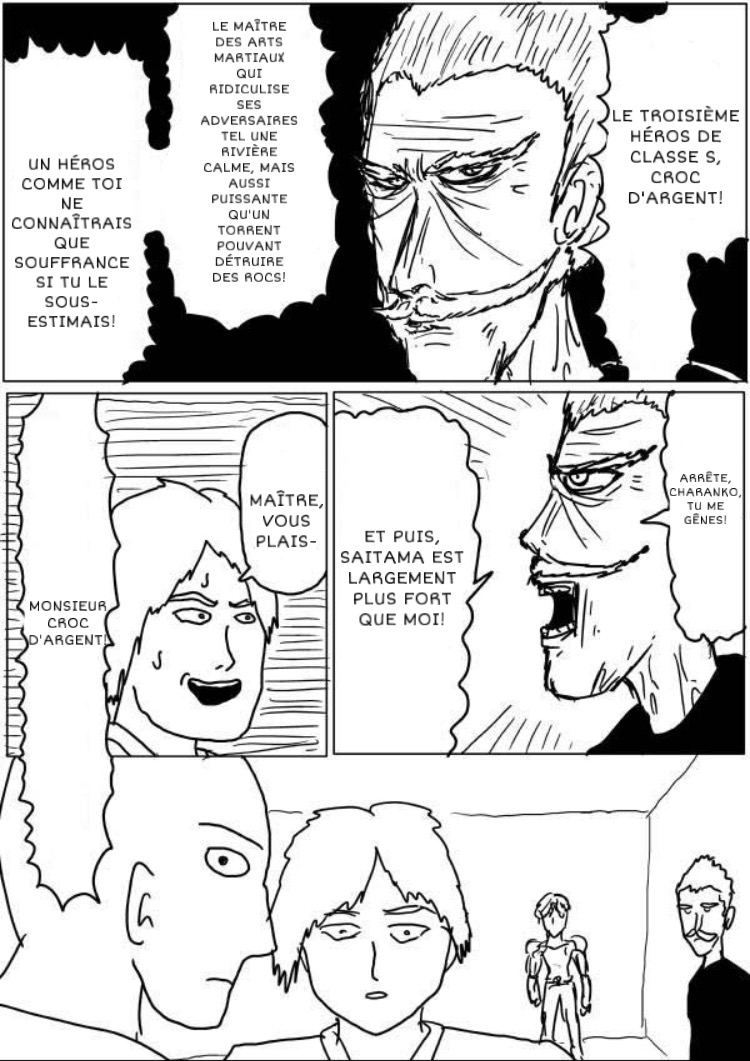 LE TROISIÈME
HÉROS DE
CLASSE S,
CROC
D'ARGENT!
LE MAÎTRE
DES ARTS
MARTIAUX
QUI
RIDICULISE
SES
ADVERSAIRES
TEL UNE
RIVIÈRE
CALME, MAIS
AUSSI
PUISSANTE
QU'UN
TORRENT
POUVANT
DÉTRUIRE
DES ROCS!
UN HÉROS
COMME TOI
NE
CONNAÎTRAIS
QUE
SOUFFRANCE
SI TU LE
SOUS-
ESTIMAIS!
ARRÊTE,
CHARANKO,
TU ME
GÊNES!
ET PUIS,
SAITAMA EST
LARGEMENT
PLUS FORT
QUE MOI!
MAÎTRE,
VOUS
PLAIS-
MONSIEUR
CROC
D'ARGENT!